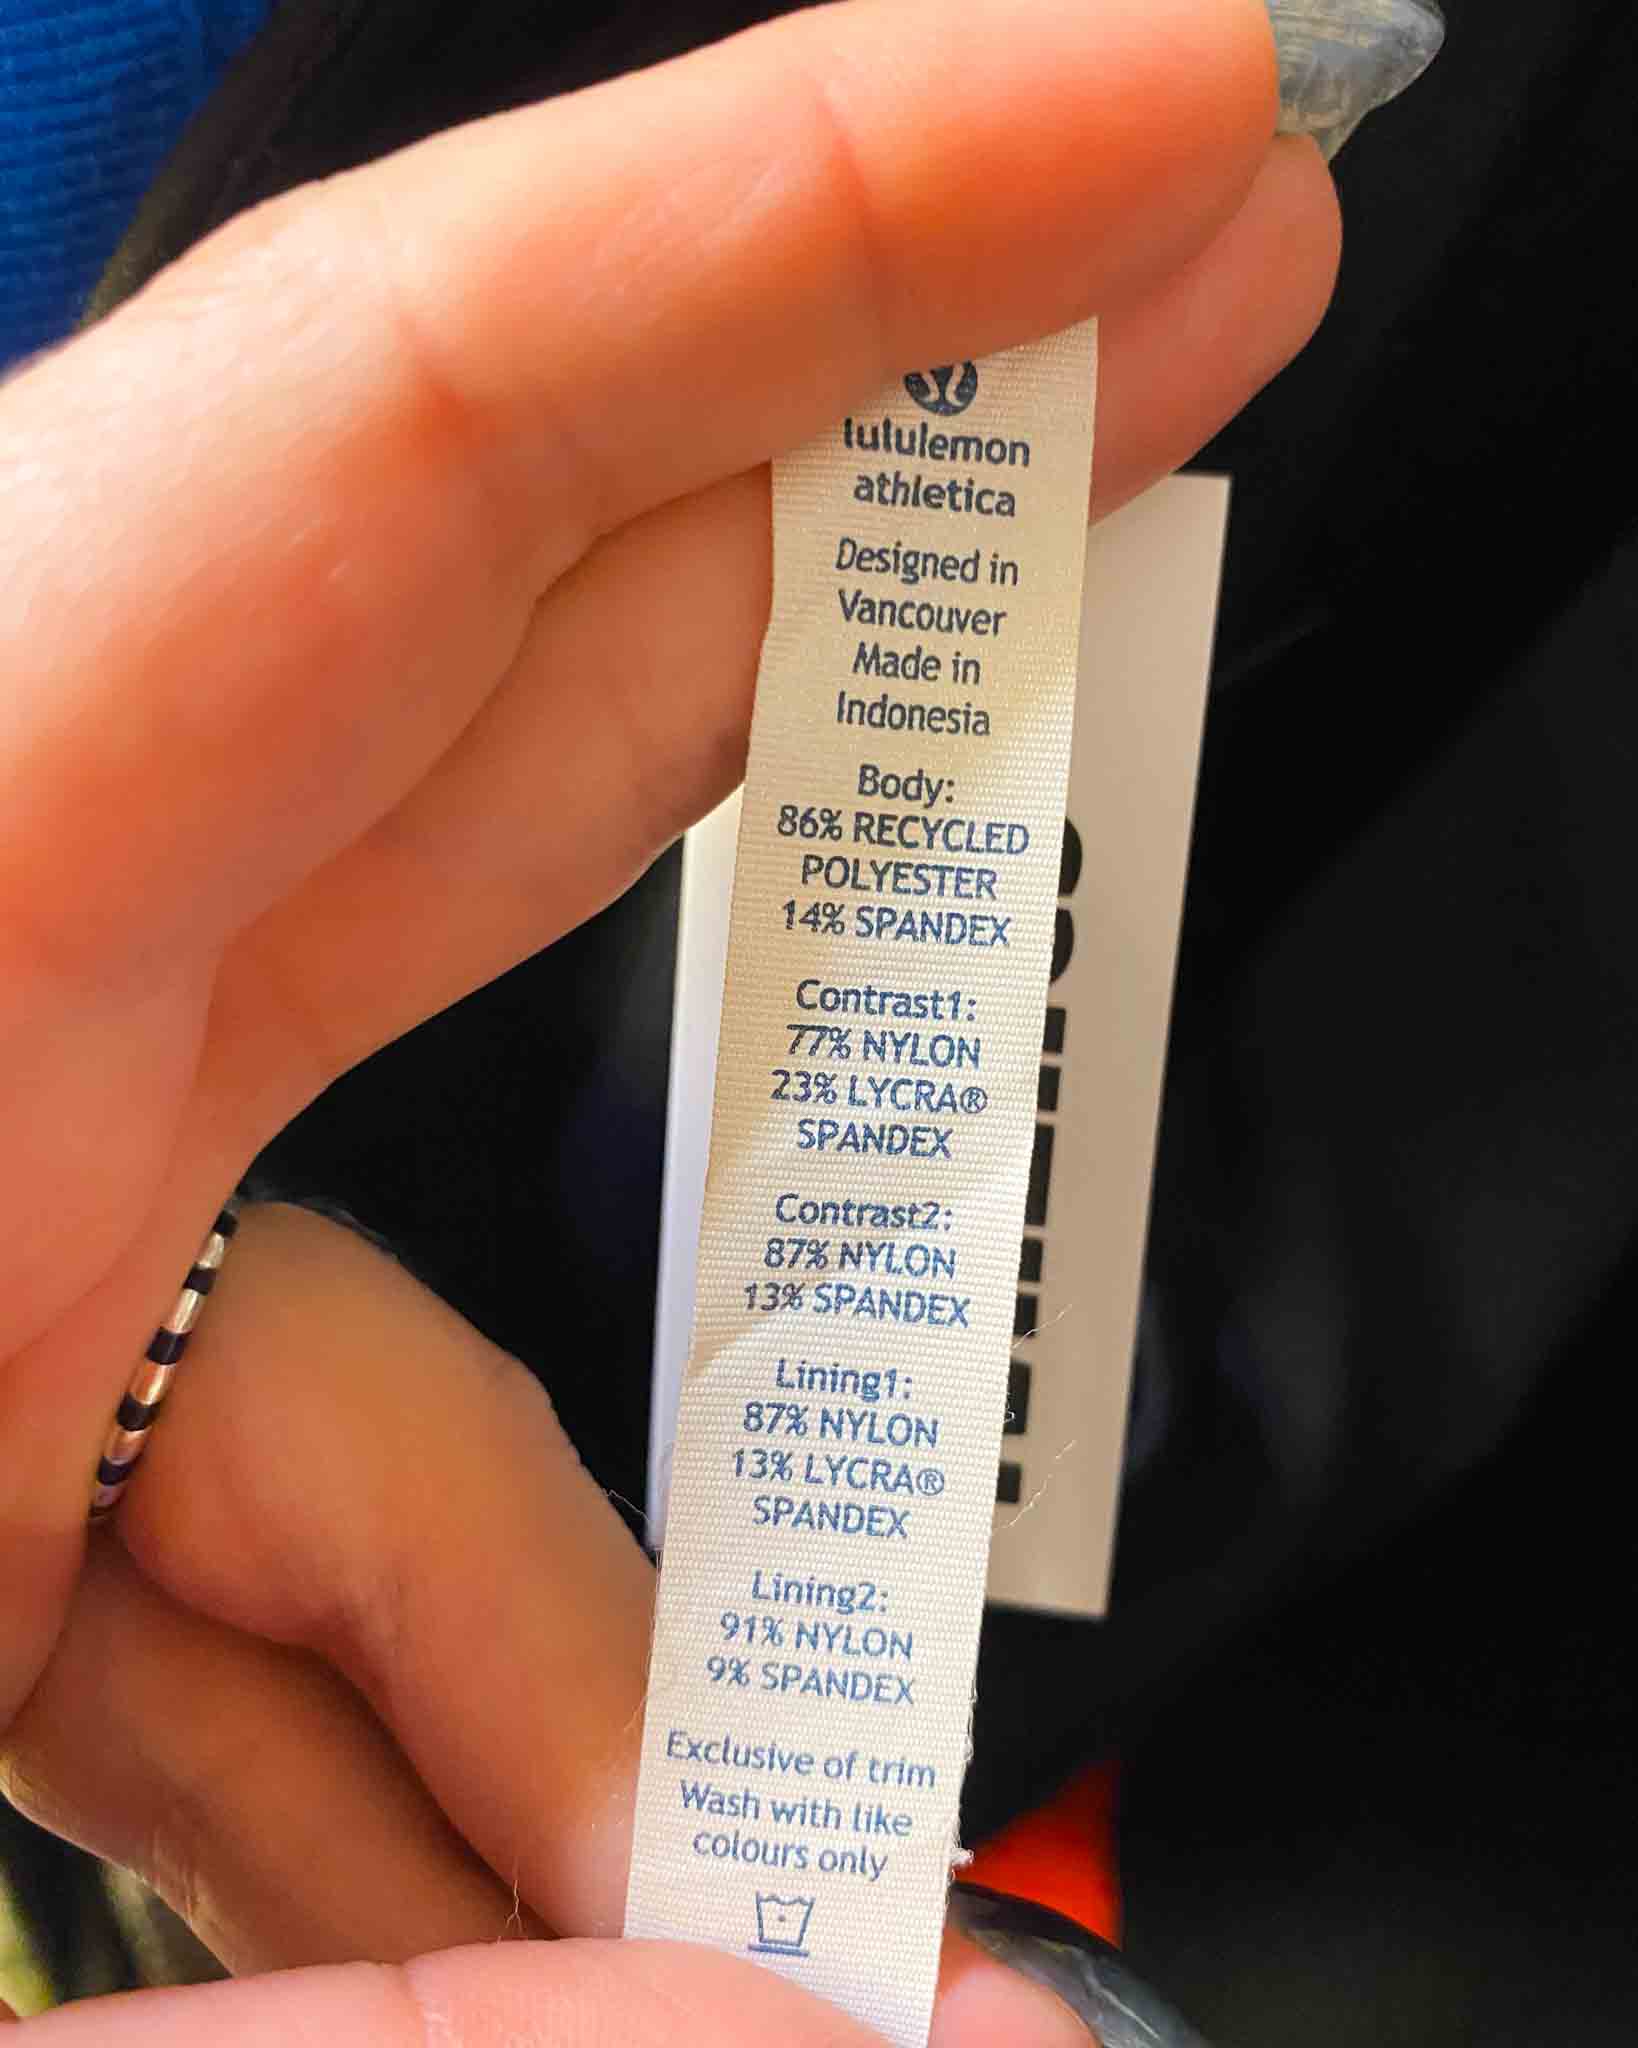 lululemon
athletica
Designed in
Vancouver
Made in
Indonesia
Body:
86% RECYCLED
POLYESTER
14% SPANDEX
Contrast1:
77% NYLON
23% LYCRA®
SPANDEX
Contrast2:
87% NYLON
13% SPANDEX
Lining1:
87% NYLON
13% LYCRA®
SPANDEX
Lining2:
91% NYLON
9% SPANDEX
Exclusive of trim
Wash with like
colours only